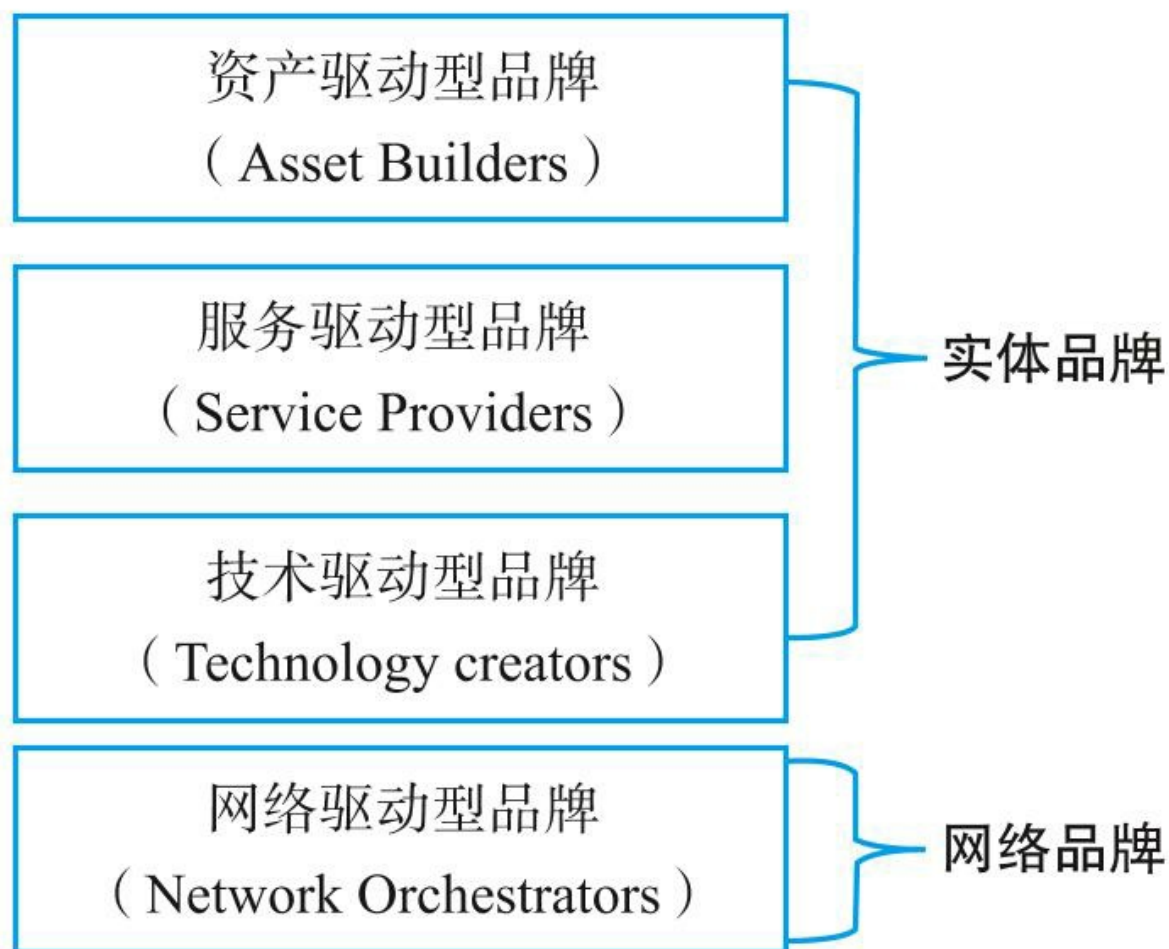 资产驱动型品牌
（Asset Builders）
服务驱动型品牌
（Service Providers）
实体品牌
技术驱动型品牌
（Technology creators）
网络驱动型品牌
（Network Orchestrators）
网络品牌